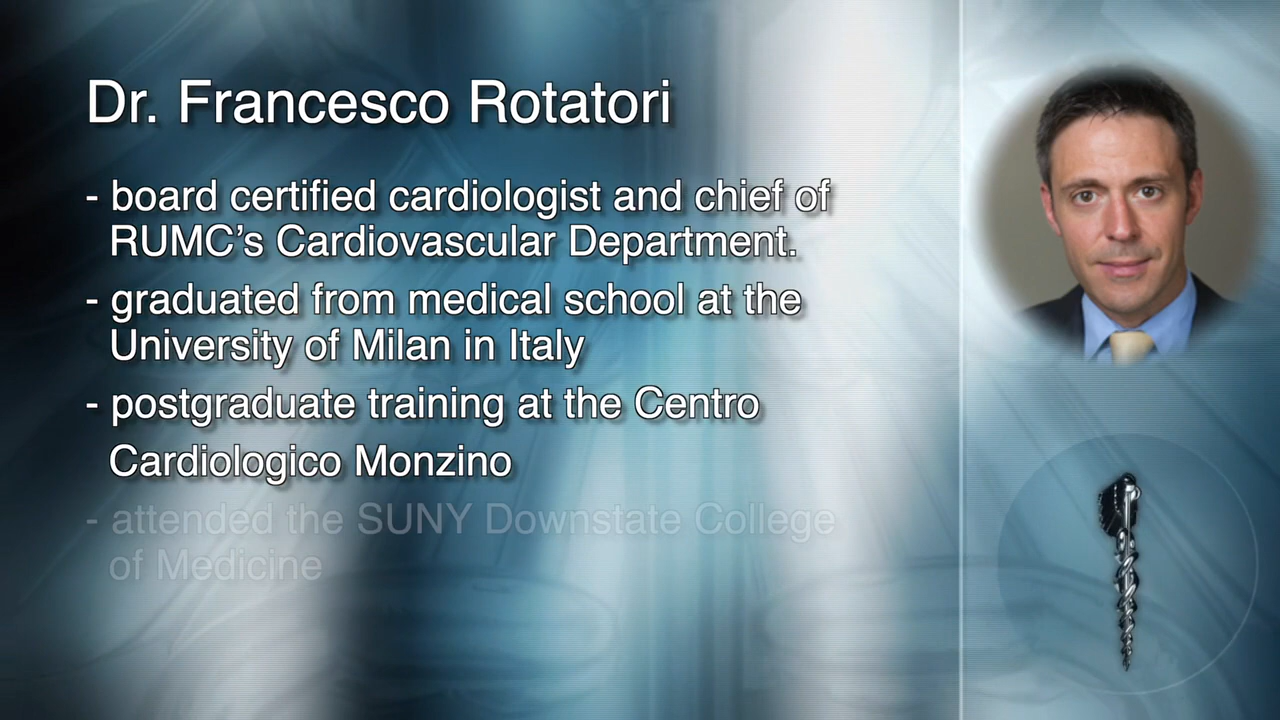 Dr. Francesco Rotatori
- board certified cardiologist and chief of
RUMC's Cardiovascular Department.
- graduated from medical school at the
University of Milan in Italy
- postgraduate training at the Centro
Cardiologico Monzino
- attended the SUNY Downstate College
of Medicine